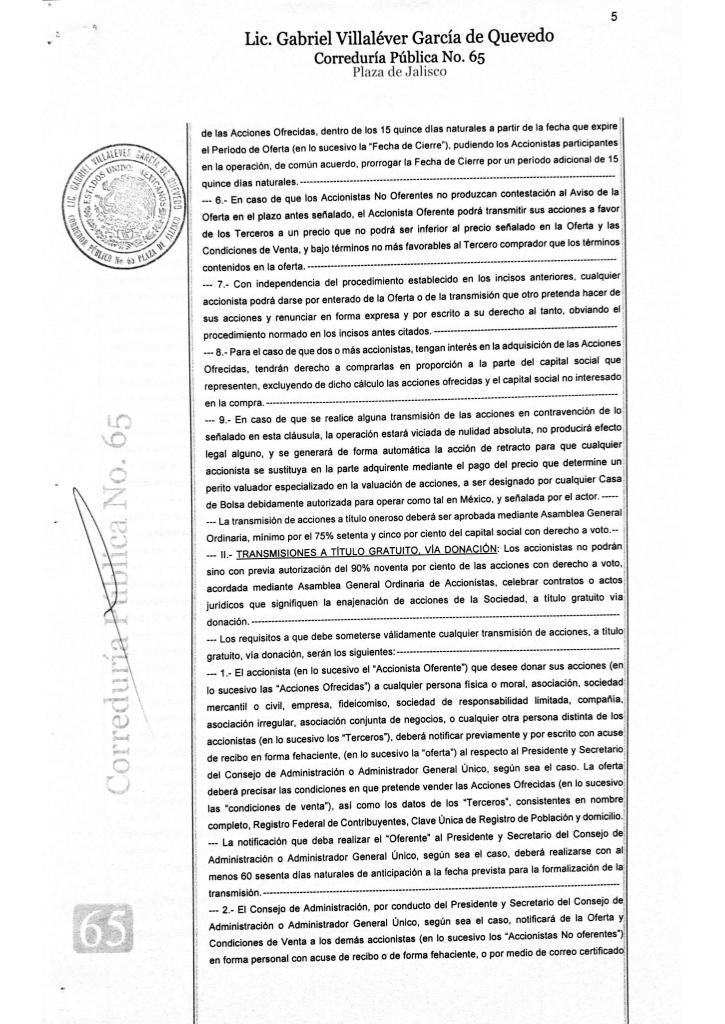 5
Lic. Gabriel Villaléver García de Quevedo
Correduría Pública No. 65
Plaza de Jalisco
LIC. GABRIEL VILLALEVER GARCÍA DE QUEVEDO
ESTADOS UNIDOS MEXICANOS
CORREDOR PÚBLICO No 65 PLAZA DE JALISCO
de las Acciones Ofrecidas, dentro de los 15 quince días naturales a partir de la fecha que expire
el Periodo de Oferta (en lo sucesivo la "Fecha de Cierre"), pudiendo los Accionistas participantes
en la operación, de común acuerdo, prorrogar la Fecha de Cierre por un periodo adicional de 15
quince días naturales.------------------------------------------------------------
--- 6.- En caso de que los Accionistas No Oferentes no produzcan contestación al Aviso de la
Oferta en el plazo antes señalado, el Accionista Oferente podrá transmitir sus acciones a favor
de los Terceros a un precio que no podrá ser inferior al precio señalado en la Oferta y las
Condiciones de Venta, y bajo términos no más favorables al Tercero comprador que los términos
contenidos en la oferta. ------------------------------------------------------------
--- 7.- Con independencia del procedimiento establecido en los incisos anteriores, cualquier
accionista podrá darse por enterado de la Oferta o de la transmisión que otro pretenda hacer de
sus acciones y renunciar en forma expresa y por escrito a su derecho al tanto, obviando el
procedimiento normado en los incisos antes citados. ----------------------------------------
--- 8.- Para el caso de que dos o más accionistas, tengan interés en la adquisición de las Acciones
Ofrecidas, tendrán derecho a comprarlas en proporción a la parte del capital social que
representen, excluyendo de dicho cálculo las acciones ofrecidas y el capital social no interesado
en la compra. ------------------------------------------------------------
--- 9.- En caso de que se realice alguna transmisión de las acciones en contravención de lo
señalado en esta cláusula, la operación estará viciada de nulidad absoluta, no producirá efecto
legal alguno, y se generará de forma automática la acción de retracto para que cualquier
accionista se sustituya en la parte adquirente mediante el pago del precio que determine un
perito valuador especializado en la valuación de acciones, a ser designado por cualquier Casa
de Bolsa debidamente autorizada para operar como tal en México, y señalada por el actor. -----
--- La transmisión de acciones a título oneroso deberá ser aprobada mediante Asamblea General
Ordinaria, mínimo por el 75% setenta y cinco por ciento del capital social con derecho a voto.--
--- II.- TRANSMISIONES A TÍTULO GRATUITO, VÍA DONACIÓN: Los accionistas no podrán
sino con previa autorización del 90% noventa por ciento de las acciones con derecho a voto,
acordada mediante Asamblea General Ordinaria de Accionistas, celebrar contratos o actos
jurídicos que signifiquen la enajenación de acciones de la Sociedad, a título gratuito vía
donación. ------------------------------------------------------------
--- Los requisitos a que debe someterse válidamente cualquier transmisión de acciones, a título
gratuito, vía donación, serán los siguientes:--------------------------------------------------
--- 1.- El accionista (en lo sucesivo el "Accionista Oferente") que desee donar sus acciones (en
lo sucesivo las "Acciones Ofrecidas") a cualquier persona física o moral, asociación, sociedad
mercantil o civil, empresa, fideicomiso, sociedad de responsabilidad limitada, compañía,
asociación irregular, asociación conjunta de negocios, o cualquier otra persona distinta de los
accionistas (en lo sucesivo los "Terceros"), deberá notificar previamente y por escrito con acuse
de recibo en forma fehaciente, (en lo sucesivo la "oferta") al respecto al Presidente y Secretario
del Consejo de Administración o Administrador General Único, según sea el caso. La oferta
deberá precisar las condiciones en que pretende vender las Acciones Ofrecidas (en lo sucesivo
las "condiciones de venta"), así como los datos de los "Terceros", consistentes en nombre
completo, Registro Federal de Contribuyentes, Clave Única de Registro de Población y domicilio.
--- La notificación que deba realizar el "Oferente" al Presidente y Secretario del Consejo de
Administración o Administrador General Único, según sea el caso, deberá realizarse con al
menos 60 sesenta días naturales de anticipación a la fecha prevista para la formalización de la
transmisión. ------------------------------------------------------------
--- 2.- El Consejo de Administración, por conducto del Presidente y Secretario del Consejo de
Administración o Administrador General Único, según sea el caso, notificará de la Oferta y
Condiciones de Venta a los demás accionistas (en lo sucesivo los "Accionistas No oferentes")
en forma personal con acuse de recibo o de forma fehaciente, o por medio de correo certificado
Correduría Pública No. 65
65